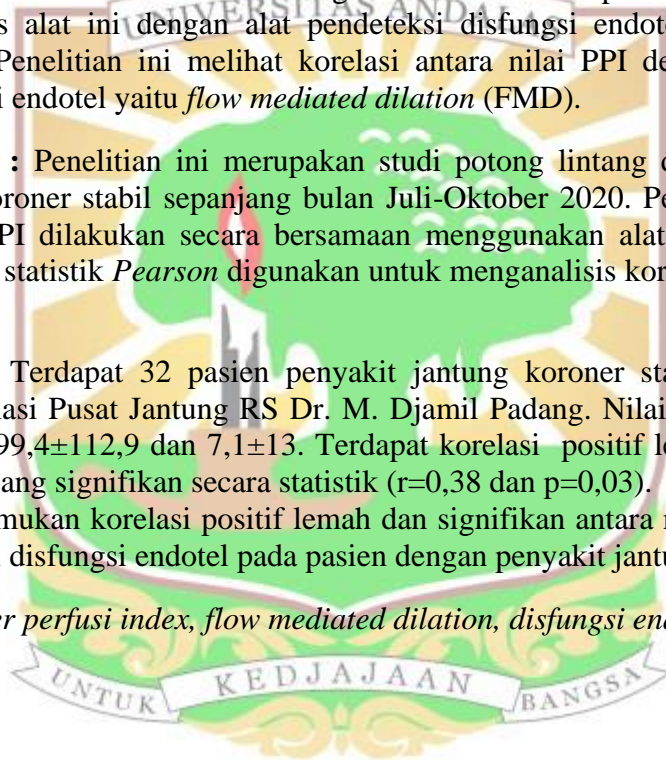 UNIVERSITAS ANDALAS
s alat ini dengan alat pendeteksi disfungsi endote
Penelitian ini melihat korelasi antara nilai PPI de
i endotel yaitu flow mediated dilation (FMD).
: Penelitian ini merupakan studi potong lintang d
oroner stabil sepanjang bulan Juli-Oktober 2020. Pe
PI dilakukan secara bersamaan menggunakan alat
statistik Pearson digunakan untuk menganalisis kor
Terdapat 32 pasien penyakit jantung koroner sta
asi Pusat Jantung RS Dr. M. Djamil Padang. Nilai
99,4±112,9 dan 7,1±13. Terdapat korelasi positif le
ang signifikan secara statistik (r=0,38 dan p=0,03).
mukan korelasi positif lemah dan signifikan antara
disfungsi endotel pada pasien dengan penyakit jantu
er perfusi index, flow mediated dilation, disfungsi en
UNTUK KEDJAJAAN BANGSA